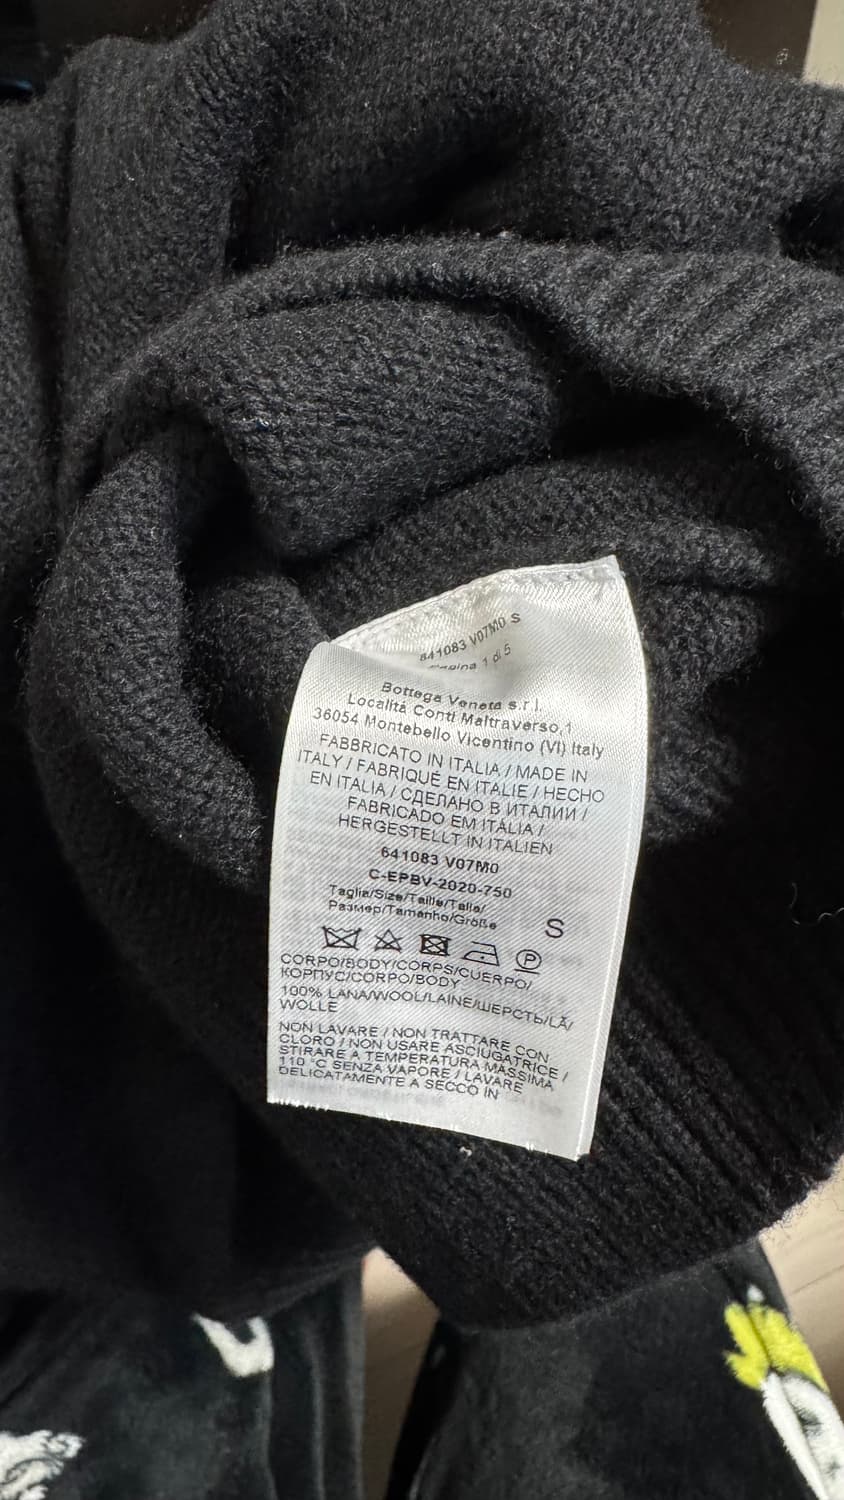 641083 V07M0 S
Pagina 1 di 5
Bottega Veneta s.r.l.
Località Conti Maltraverso,1
36054 Montebello Vicentino (VI) Italy
FABBRICATO IN ITALIA / MADE IN
ITALY / FABRIQUÉ EN ITALIE / HECHO
EN ITALIA / СДЕЛАНО В ИТАЛИИ /
FABRICADO EM ITÁLIA /
HERGESTELLT IN ITALIEN
641083 V07M0
C-EPBV-2020-750
Taglia/Size/Taille/Talla/
Размер/Tamanho/Größe
S
P
CORPO/BODY/CORPS/CUERPO/
КОРПУС/CORPO/BODY
100% LANA/WOOL/LAINE/ШЕРСТЬ/LÃ/
WOLLE
NON LAVARE / NON TRATTARE CON
CLORO / NON USARE ASCIUGATRICE /
STIRARE A TEMPERATURA MASSIMA
110 °C SENZA VAPORE / LAVARE
DELICATAMENTE A SECCO IN